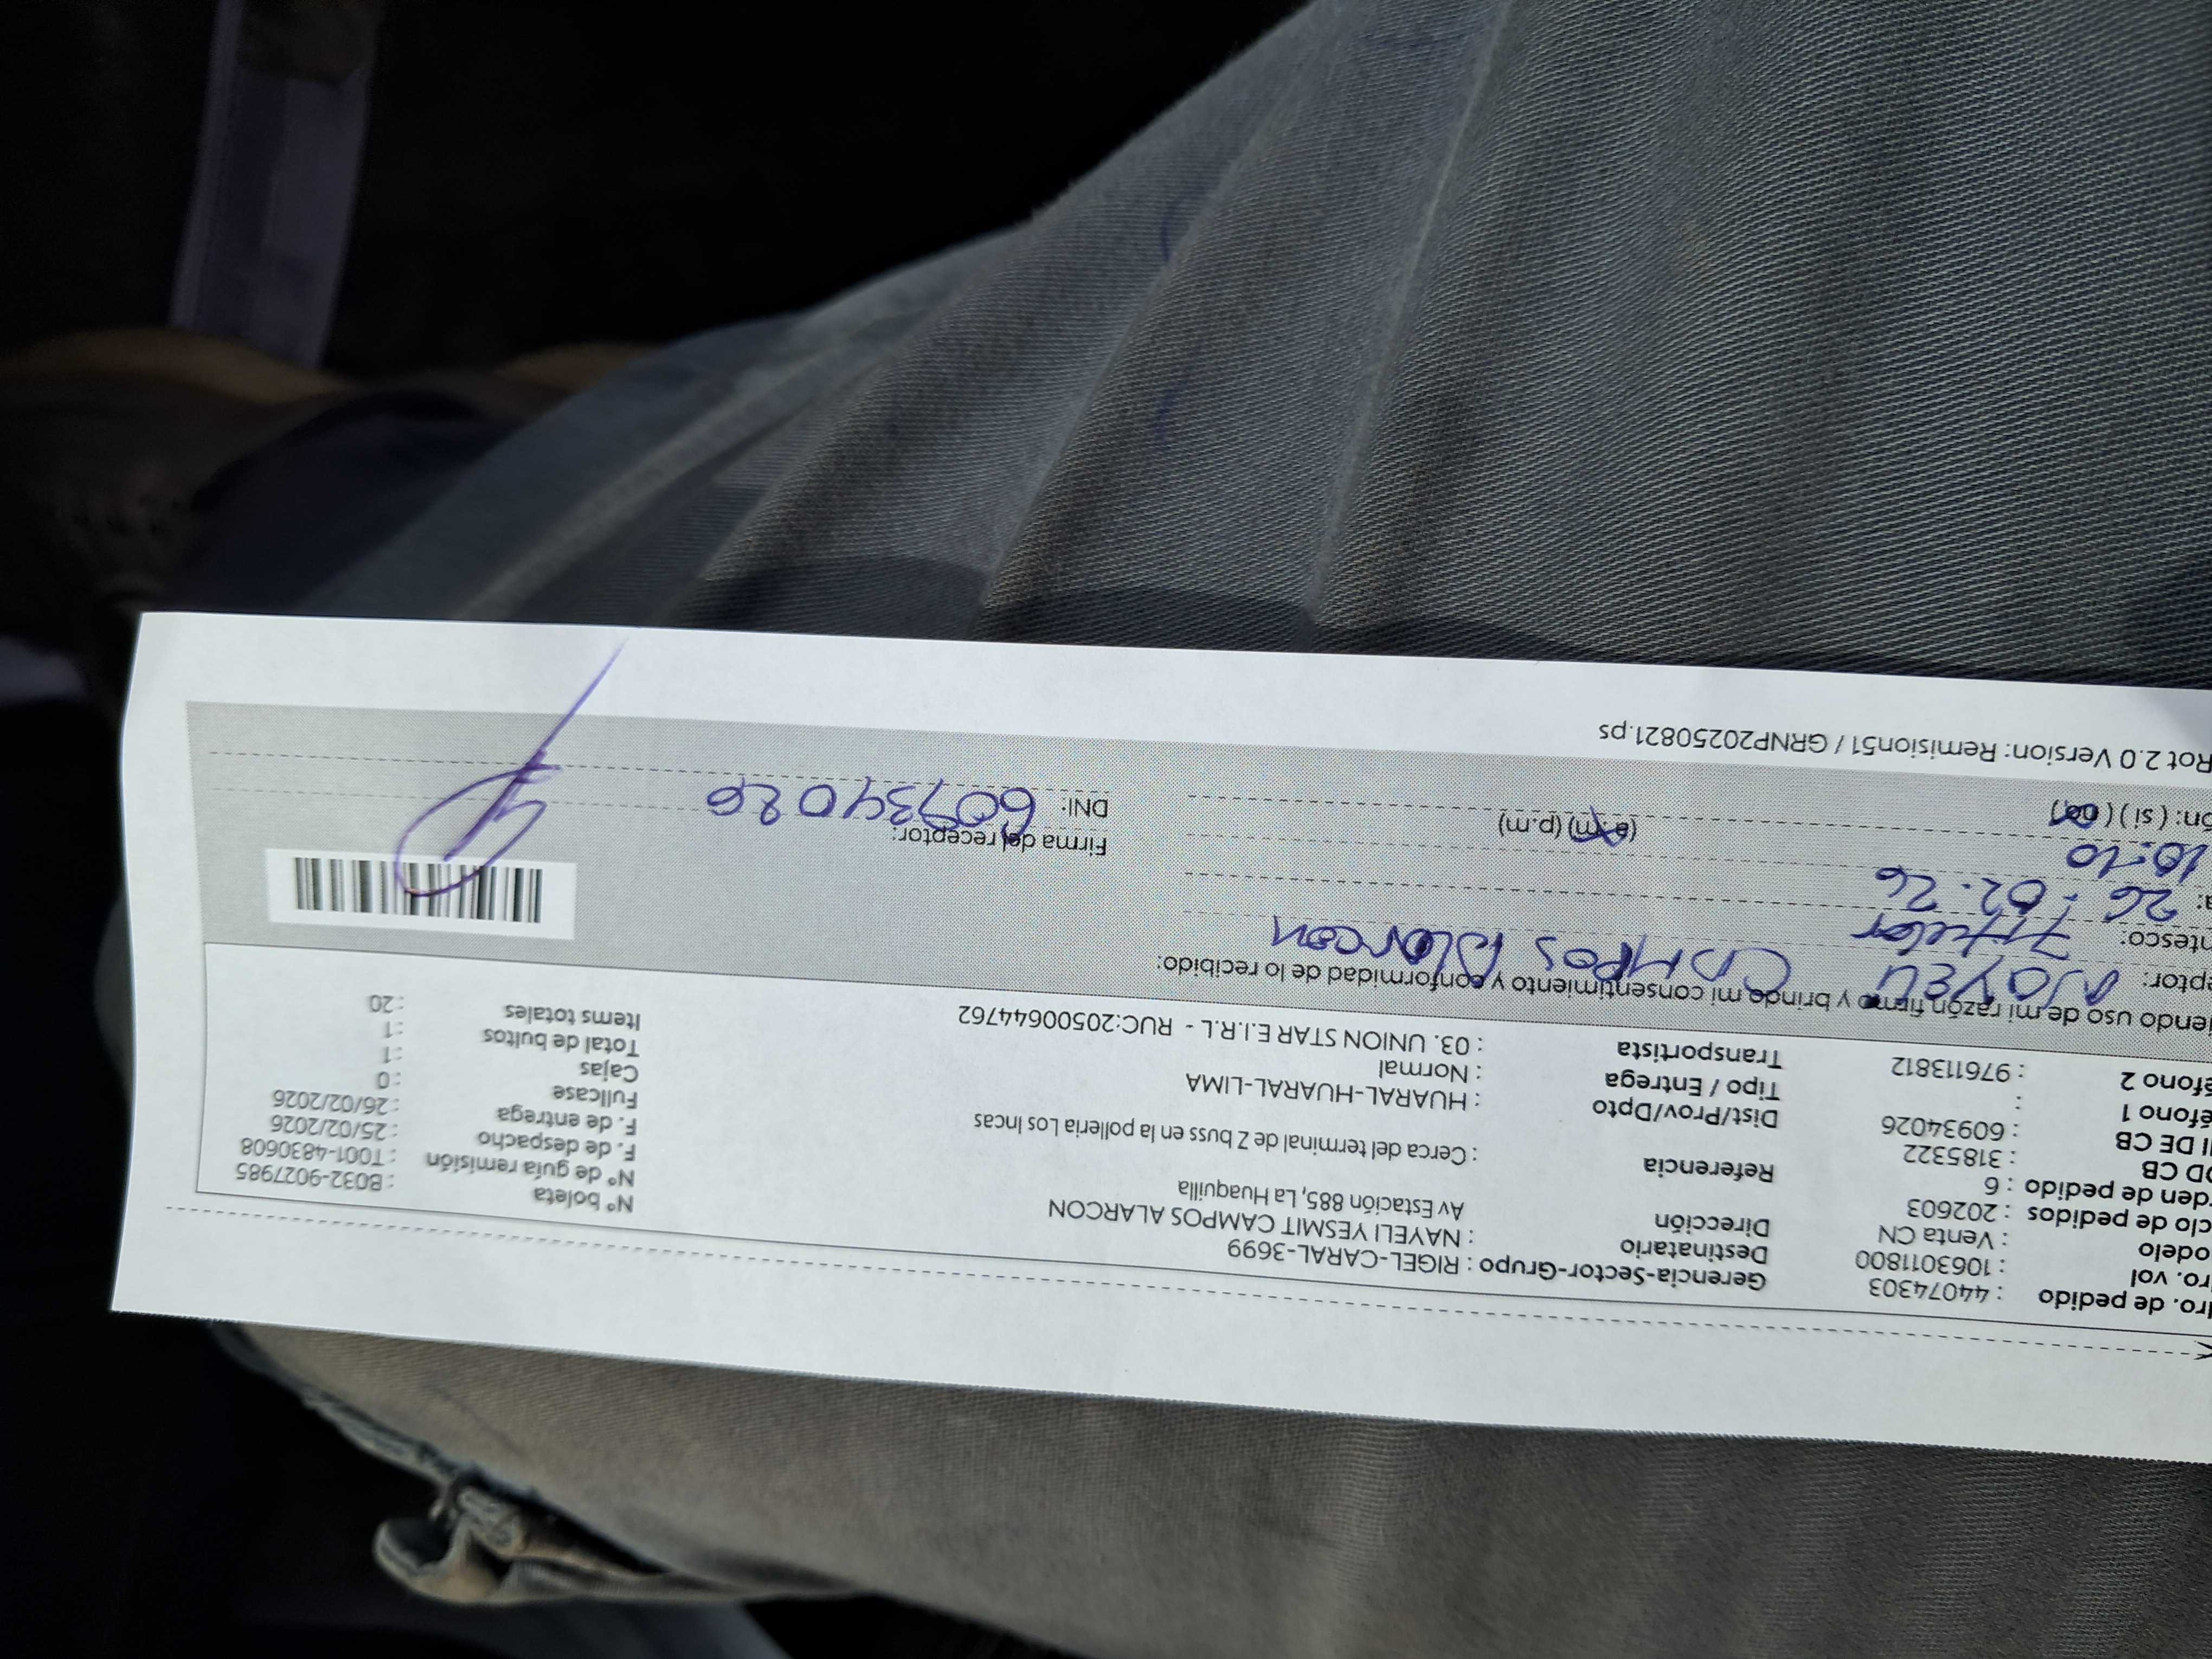 ro. de pedido : 44074303 Gerencia-Sector-Grupo : RIGEL-CARAL-3699
ro. vol : 1063011800 Destinatario : NAYELI YESMIT CAMPOS ALARCON Nº boleta : B032-9027985
odelo : Venta CN Dirección Av Estación 885, La Huaquilla Nº de guía remisión : T001-4830608
clo de pedidos : 202603 F. de despacho : 25/02/2026
den de pedido : 6 Referencia : Cerca del terminal de Z buss en la polleria Los Incas F. de entrega : 26/02/2026
OD CB : 3185322 Fullcase : 0
I DE CB : 60934026 Dist/Prov/Dpto : HUARAL-HUARAL-LIMA Cajas : 1
éfono 1 : Tipo / Entrega : Normal Total de bultos : 1
éfono 2 : 976113812 Transportista : 03. UNION STAR E.I.R.L - RUC:20500644762 Items totales : 20
iendo uso de mi razón firmo y brindo mi consentimiento y conformidad de lo recibido:
eptor: NAYELI CAMPOS Alarcon
ntesco: Titular
a: 26.02.26
10:10 (a.m) (p.m) Firma del receptor:
ón: (si) (no) DNI: 60934026
Rot 2.0 Version: Remision51 / GRNP20250821.ps